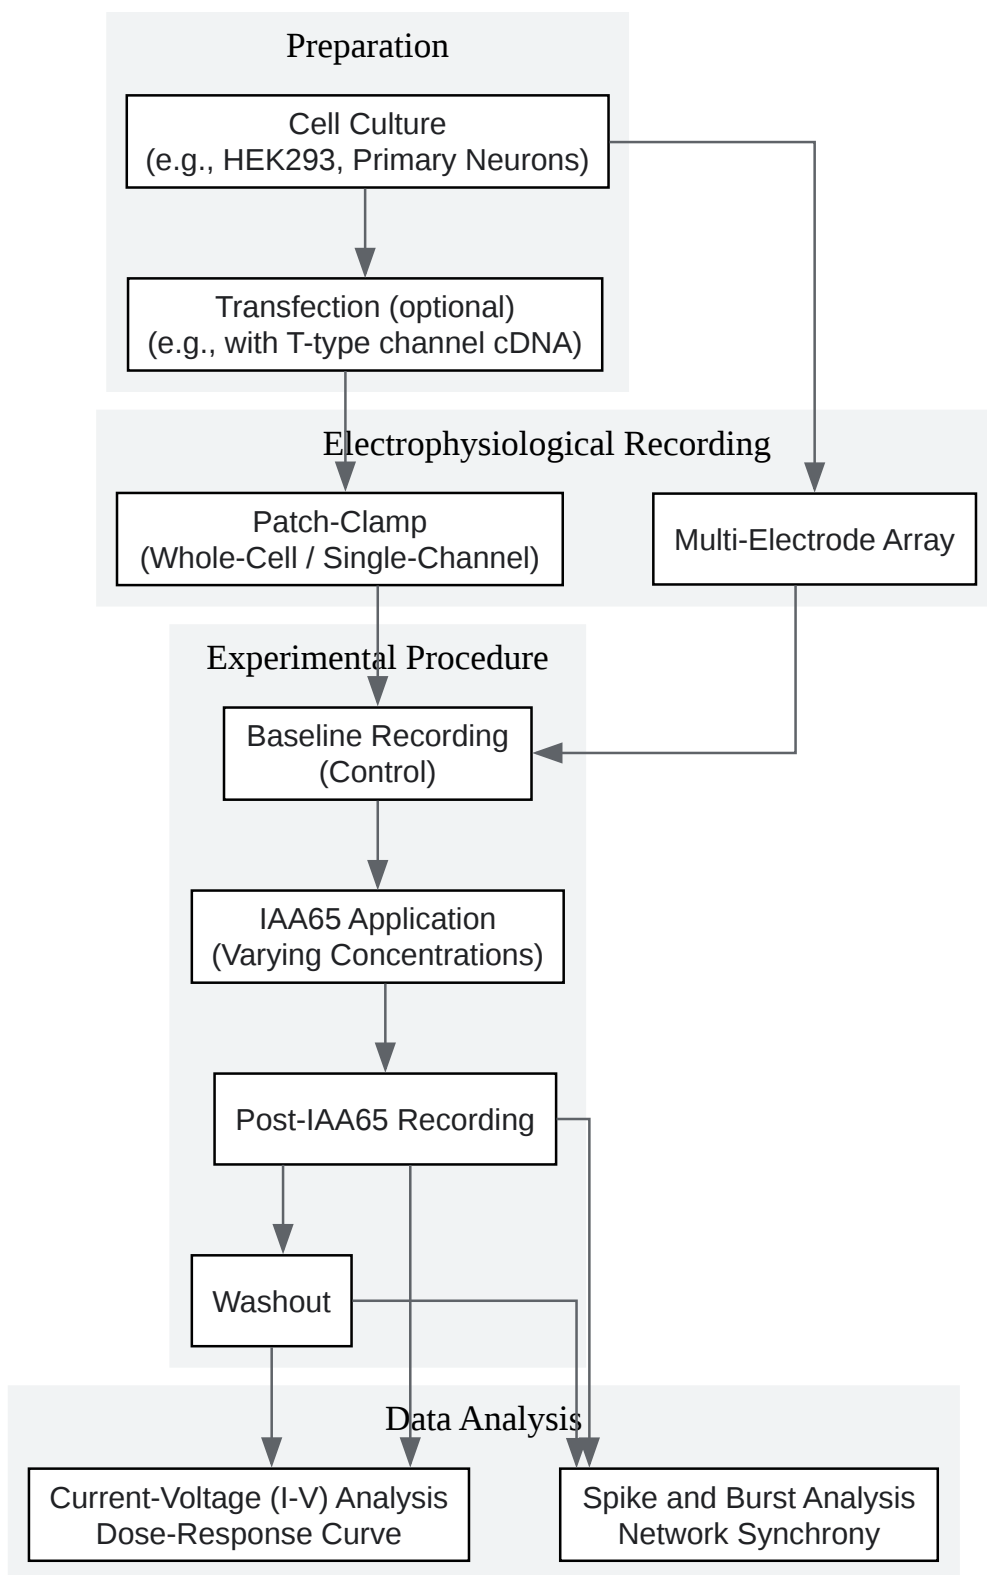 Preparation
Cell Culture
(e.g., HEK293, Primary Neurons)
Transfection (optional)
(e.g., with T-type channel cDNA)
Electrophysiological Recording
Patch-Clamp
(Whole-Cell / Single-Channel)
Multi-Electrode Array
Experimental Procedure
Baseline Recording
(Control)
IAA65 Application
(Varying Concentrations)
Post-IAA65 Recording
Washout
Data Analysis
Current-Voltage (I-V) Analysis
Dose-Response Curve
Spike and Burst Analysis
Network Synchrony